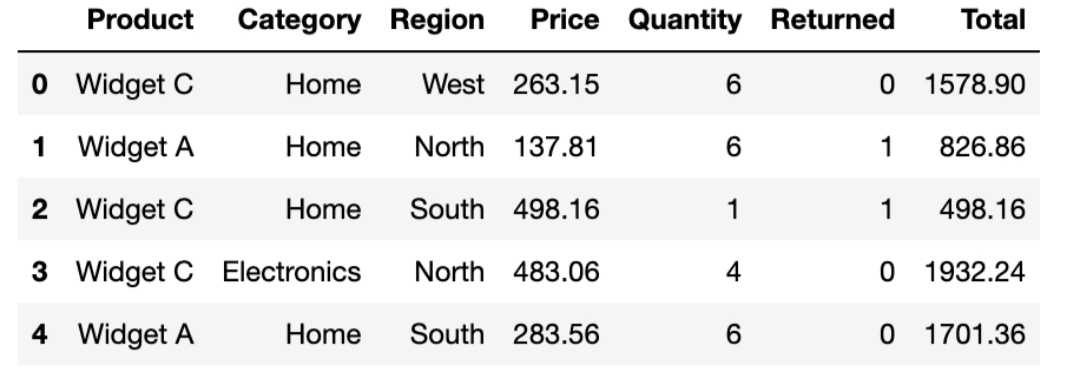 Product Category Region Price Quantity Returned Total
0 Widget C Home West 263.15 6 0 1578.90
1 Widget A Home North 137.81 6 1 826.86
2 Widget C Home South 498.16 1 1 498.16
3 Widget C Electronics North 483.06 4 0 1932.24
4 Widget A Home South 283.56 6 0 1701.36